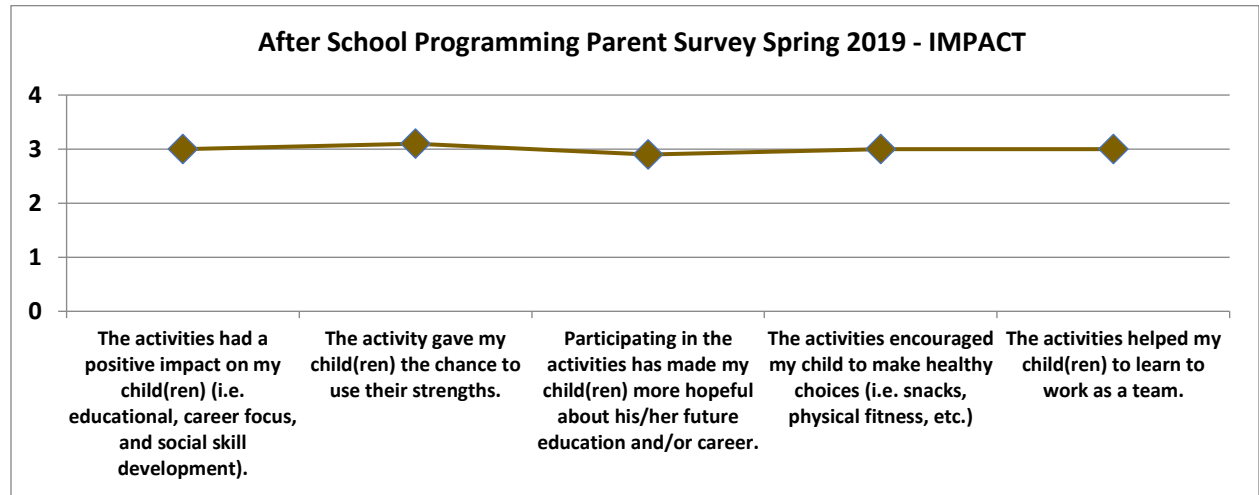 After School Programming Parent Survey Spring 2019 - IMPACT
4
3
2
1
0
The activities had a
positive impact on my
child(ren) (i.e.
educational, career focus,
and social skill
development).
The activity gave my
child(ren) the chance to
use their strengths.
Participating in the
activities has made my
child(ren) more hopeful
about his/her future
education and/or career.
The activities encouraged
my child to make healthy
choices (i.e. snacks,
physical fitness, etc.)
The activities helped my
child(ren) to learn to
work as a team.